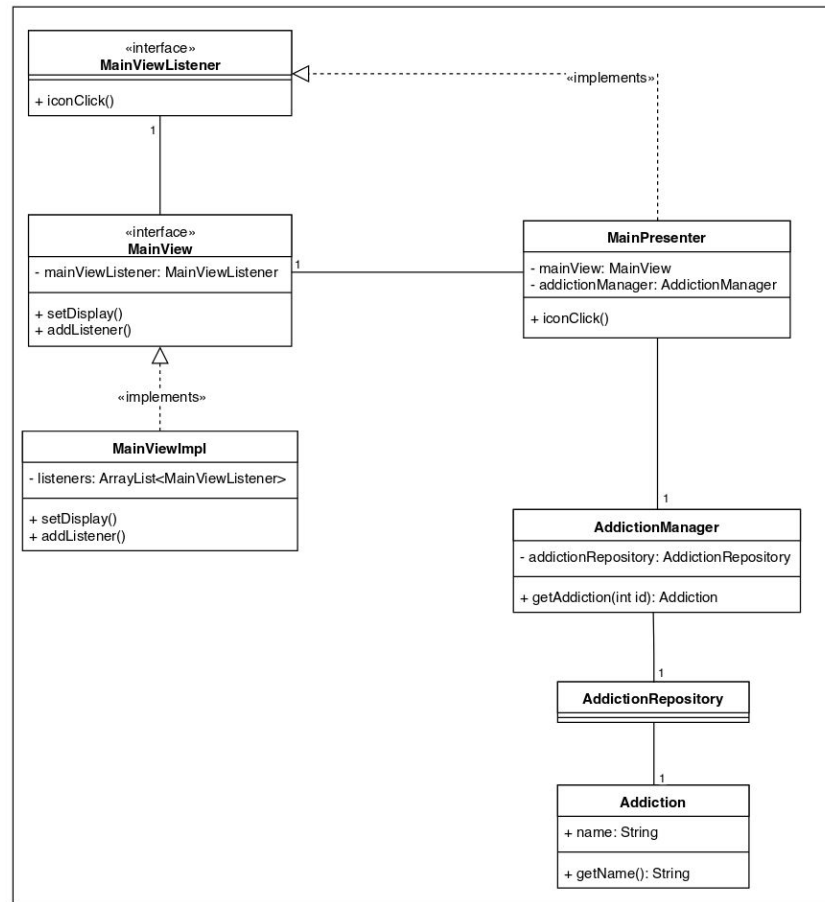 «interface»
MainViewListener
+ iconClick()
«implements»
1
«interface»
MainView
- mainViewListener: MainViewListener
+ setDisplay()
+ addListener()
1
MainPresenter
- mainView: MainView
- addictionManager: AddictionManager
+ iconClick()
«implements»
MainViewImpl
- listeners: ArrayList<MainViewListener>
+ setDisplay()
+ addListener()
1
AddictionManager
- addictionRepository: AddictionRepository
+ getAddiction(int id): Addiction
1
AddictionRepository
1
Addiction
+ name: String
+ getName(): String